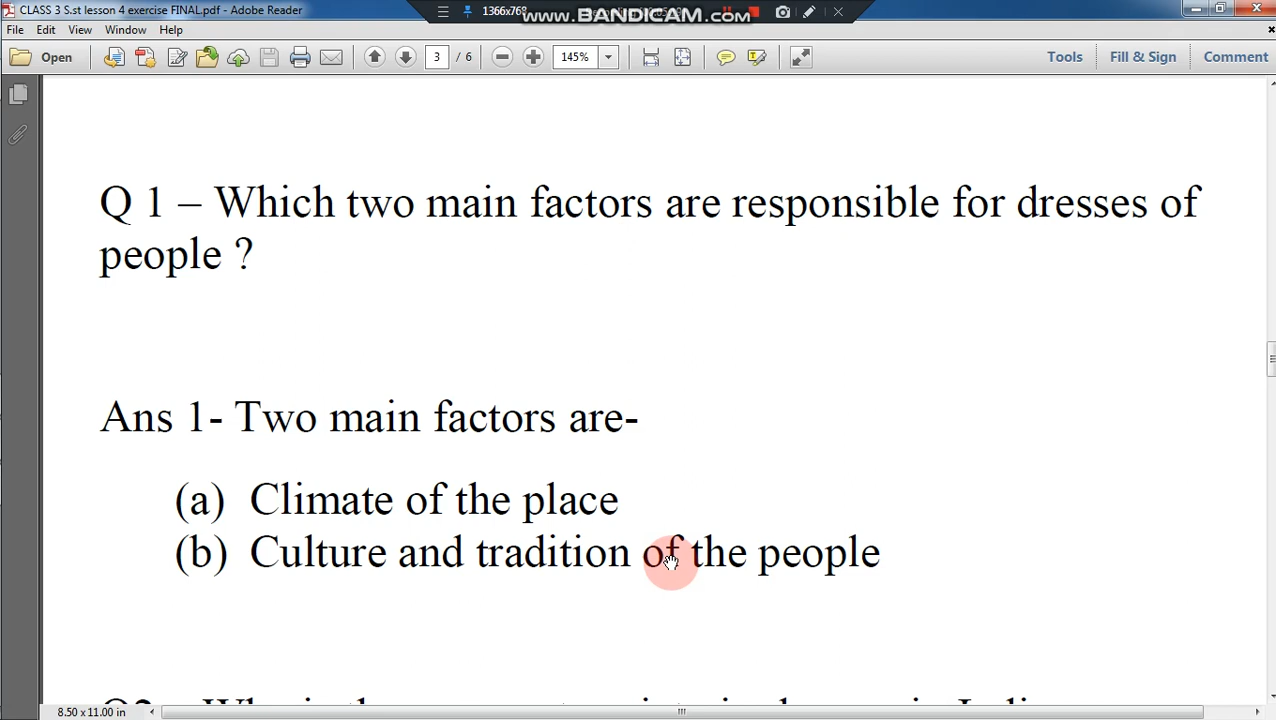 CLASS 3 S.st lesson 4 exercise FINAL.pdf - Adobe Reader
1366x768
www.BANDICAM.com
File Edit View Window Help
Open 3 / 6 145% Tools Fill & Sign Comment
Q 1 – Which two main factors are responsible for dresses of
people ?
Ans 1- Two main factors are-
(a) Climate of the place
(b) Culture and tradition of the people
8.50 x 11.00 in